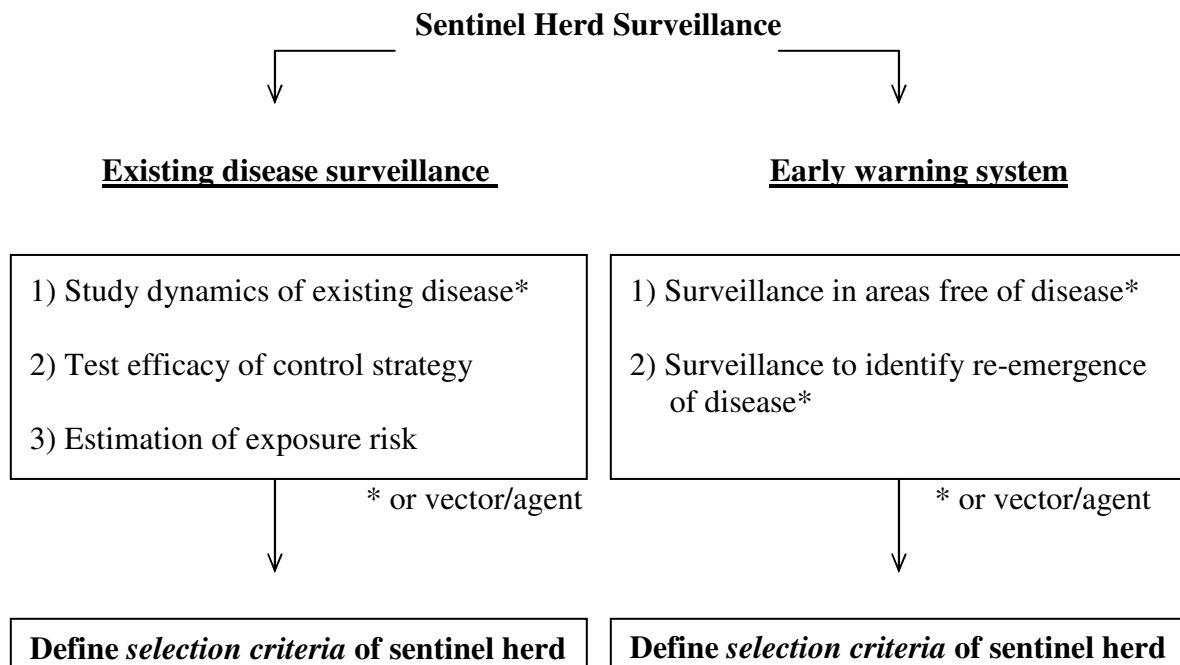 Sentinel Herd Surveillance
Existing disease surveillance
Early warning system
1) Study dynamics of existing disease*
2) Test efficacy of control strategy
3) Estimation of exposure risk
* or vector/agent
1) Surveillance in areas free of disease*
2) Surveillance to identify re-emergence
of disease*
* or vector/agent
Define selection criteria of sentinel herd
Define selection criteria of sentinel herd